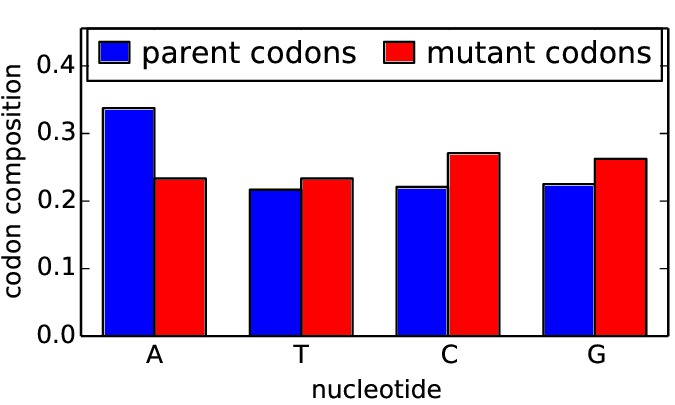 parent codons mutant codons
codon composition
0.4
0.3
0.2
0.1
0.0
A T C G
nucleotide